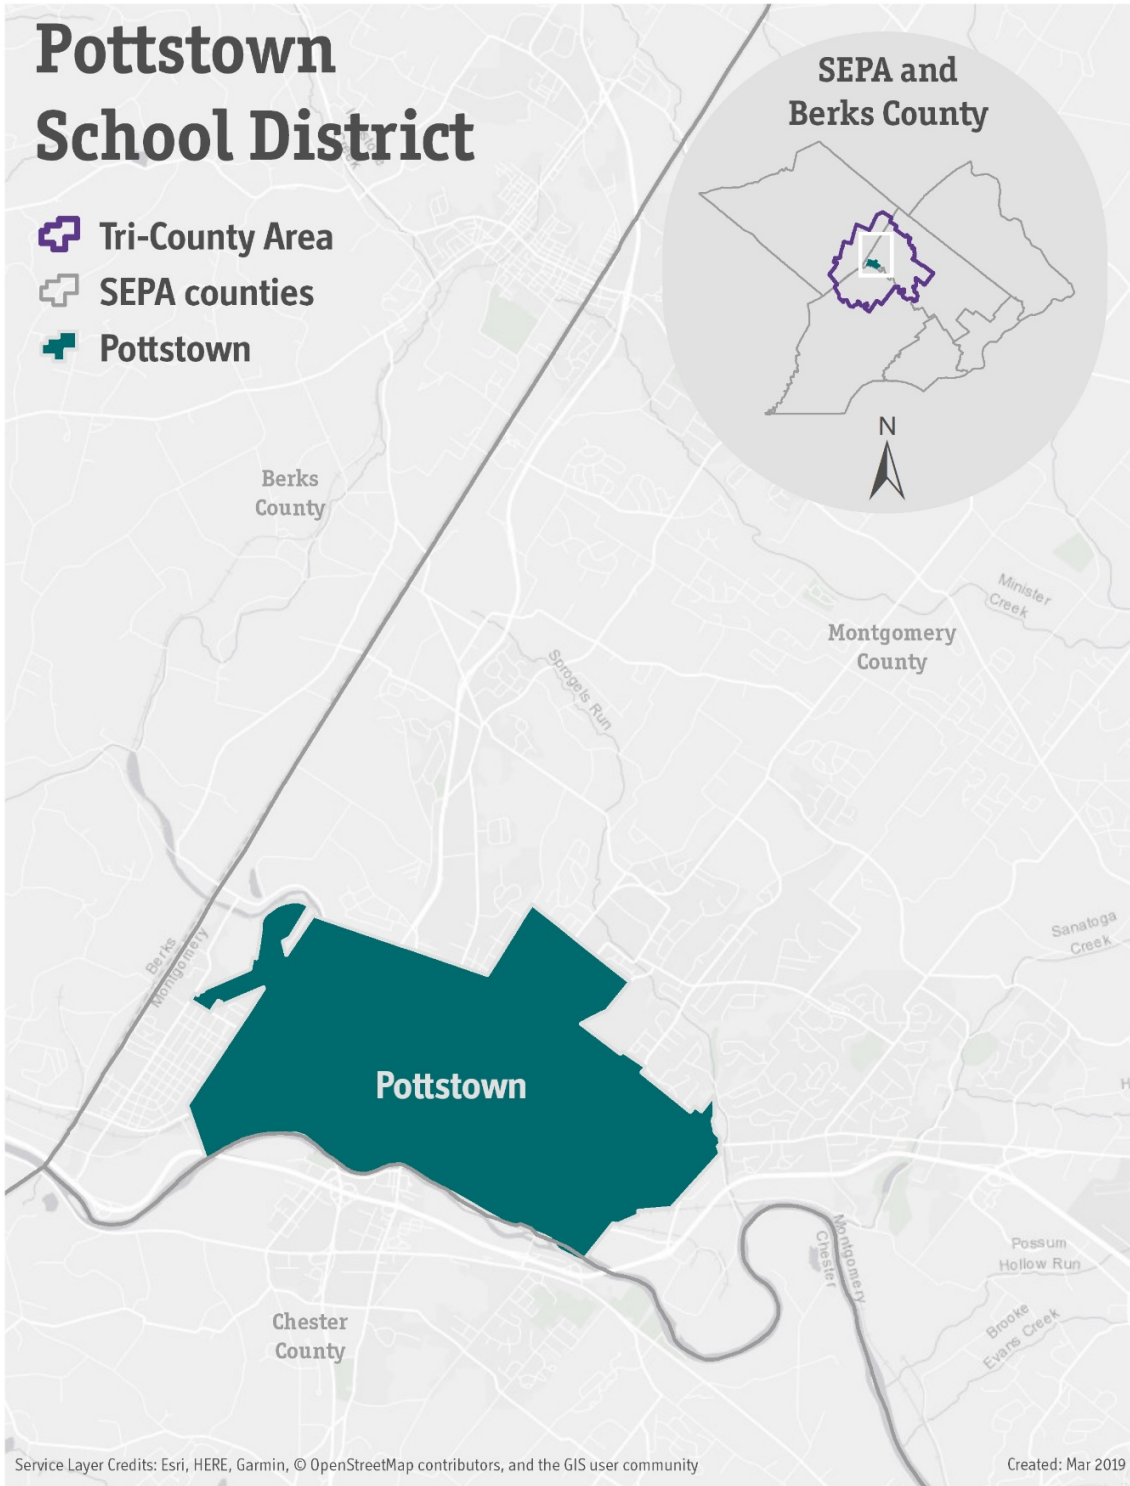 Pottstown
School District
Tri-County Area
SEPA counties
Pottstown
SEPA and
Berks County
N
Berks
County
Minister
Creek
Montgomery
County
Sprogels Run
Sanatoga
Creek
Berks
Montgomery
Pottstown
Montgomery
Chester
Possum
Hollow Run
Brooke
Evans Creek
Chester
County
H
Service Layer Credits: Esri, HERE, Garmin, © OpenStreetMap contributors, and the GIS user community
Created: Mar 2019